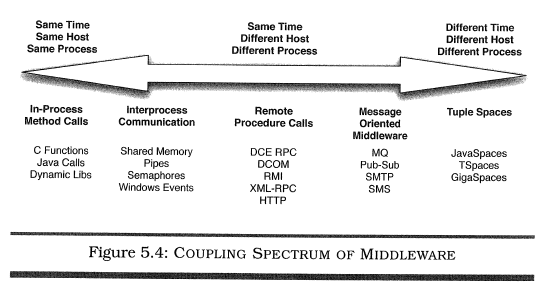 Same Time Same Time Different Time
Same Host Different Host Different Host
Same Process Different Process Different Process
In-Process Interprocess Remote Message Tuple Spaces
Method Calls Communication Procedure Calls Oriented
Middleware
C Functions Shared Memory DCE RPC MQ JavaSpaces
Java Calls Pipes DCOM Pub-Sub TSpaces
Dynamic Libs Semaphores RMI SMTP GigaSpaces
Windows Events XML-RPC SMS
HTTP
Figure 5.4: COUPLING SPECTRUM OF MIDDLEWARE